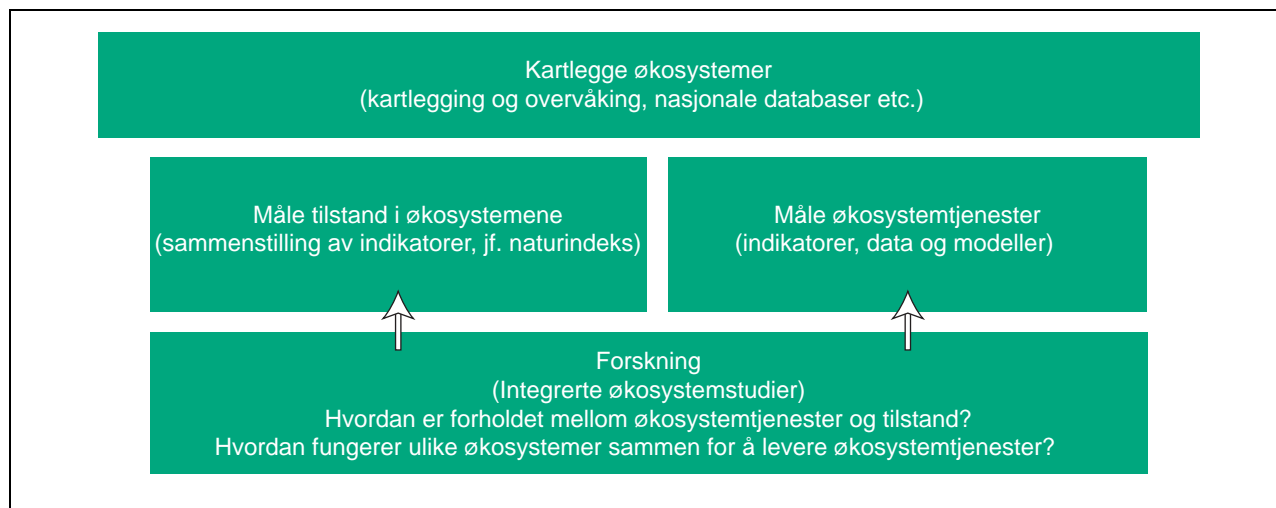 Kartlegge økosystemer
(kartlegging og overvåking, nasjonale databaser etc.)
Måle tilstand i økosystemene
(sammenstilling av indikatorer, jf. naturindeks)
Måle økosystemtjenester
(indikatorer, data og modeller)
Forskning
(Integrerte økosystemstudier)
Hvordan er forholdet mellom økosystemtjenester og tilstand?
Hvordan fungerer ulike økosystemer sammen for å levere økosystemtjenester?